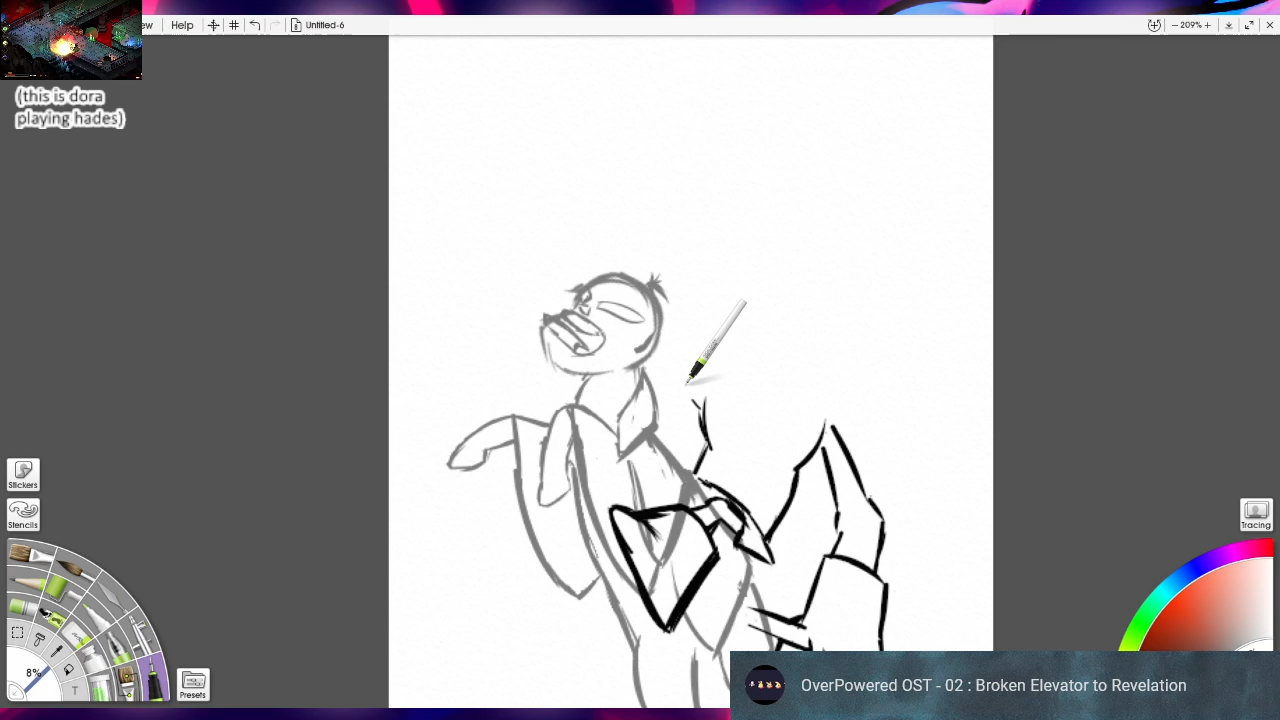 ew Help Untitled-6 209%
(this is dora
playing hades)
Stickers
Stencils
Tracing
8%
T
Presets
OverPowered OST - 02 : Broken Elevator to Revelation